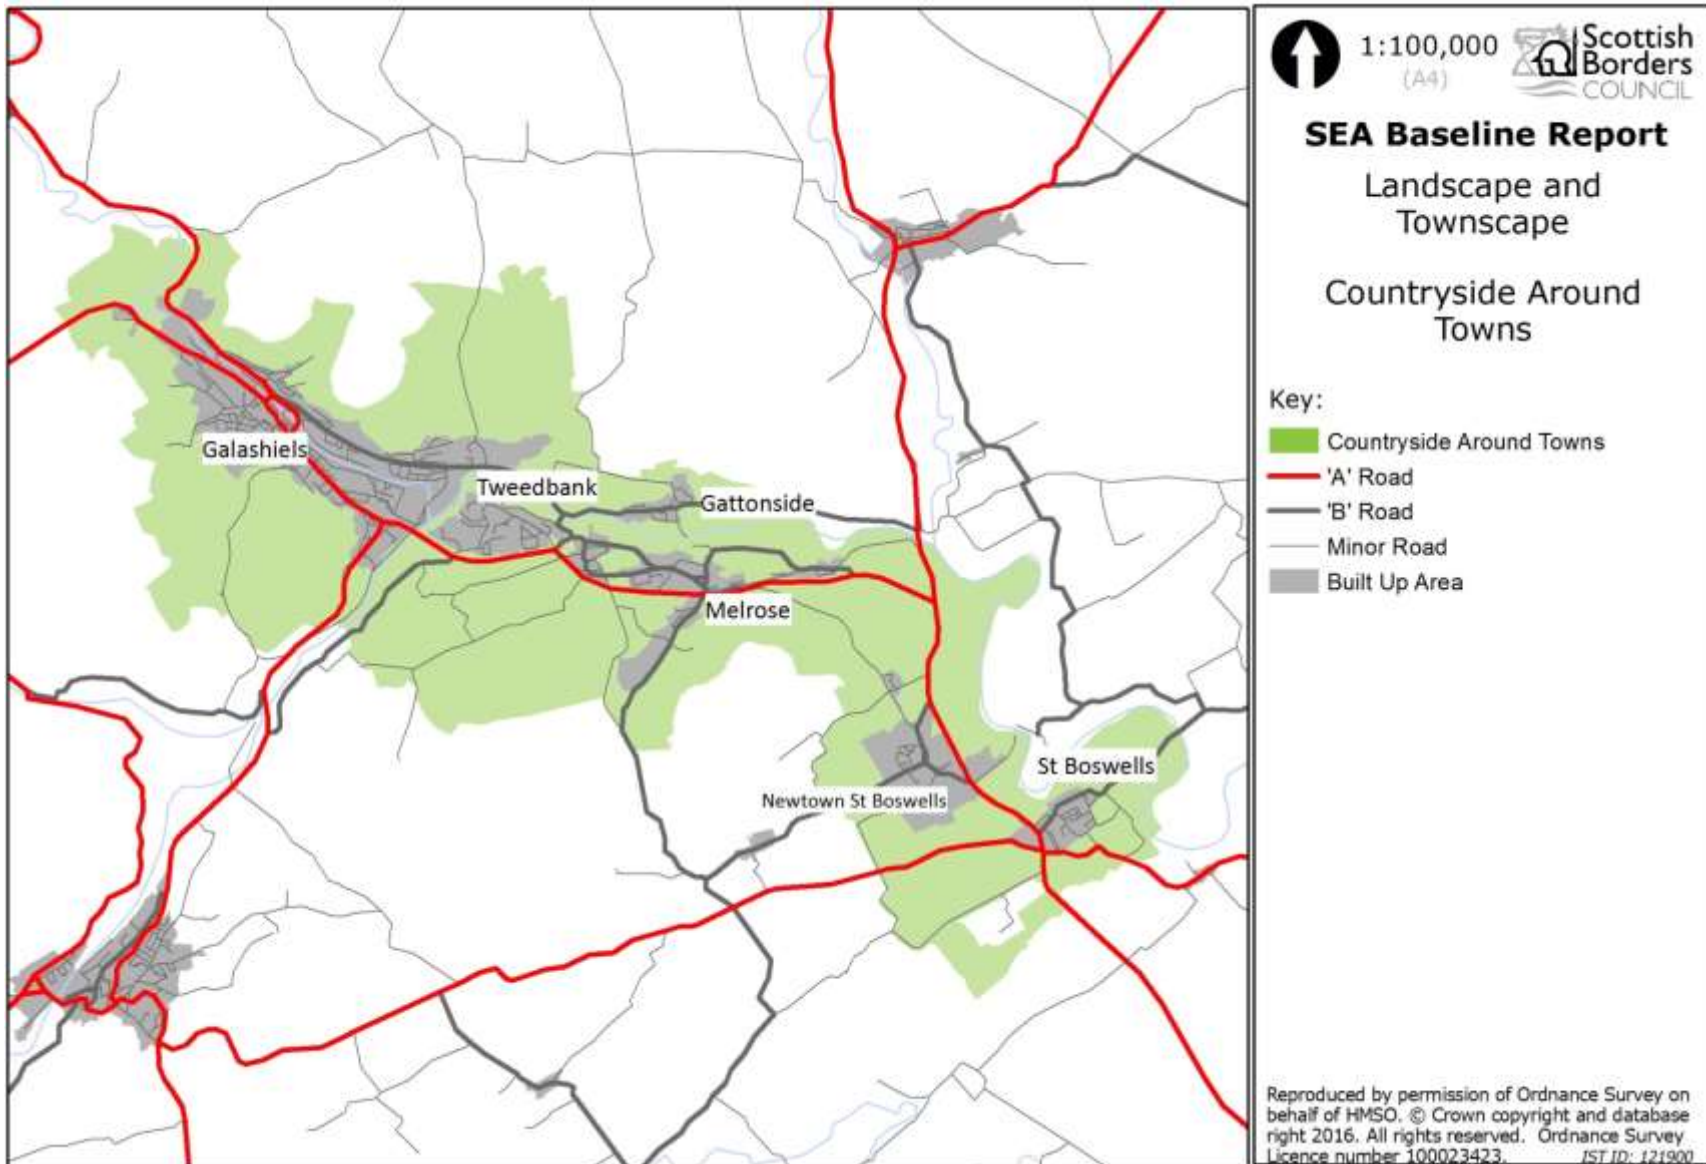 1:100,000
(A4)
Scottish
Borders
COUNCIL
SEA Baseline Report
Landscape and
Townscape
Countryside Around
Towns
Key:
Countryside Around Towns
'A' Road
'B' Road
Minor Road
Built Up Area
Galashiels
Tweedbank
Gattonside
Melrose
St Boswells
Newtown St Boswells
Reproduced by permission of Ordnance Survey on
behalf of HMSO. © Crown copyright and database
right 2016. All rights reserved. Ordnance Survey
Licence number 100023423. IST ID: 121900